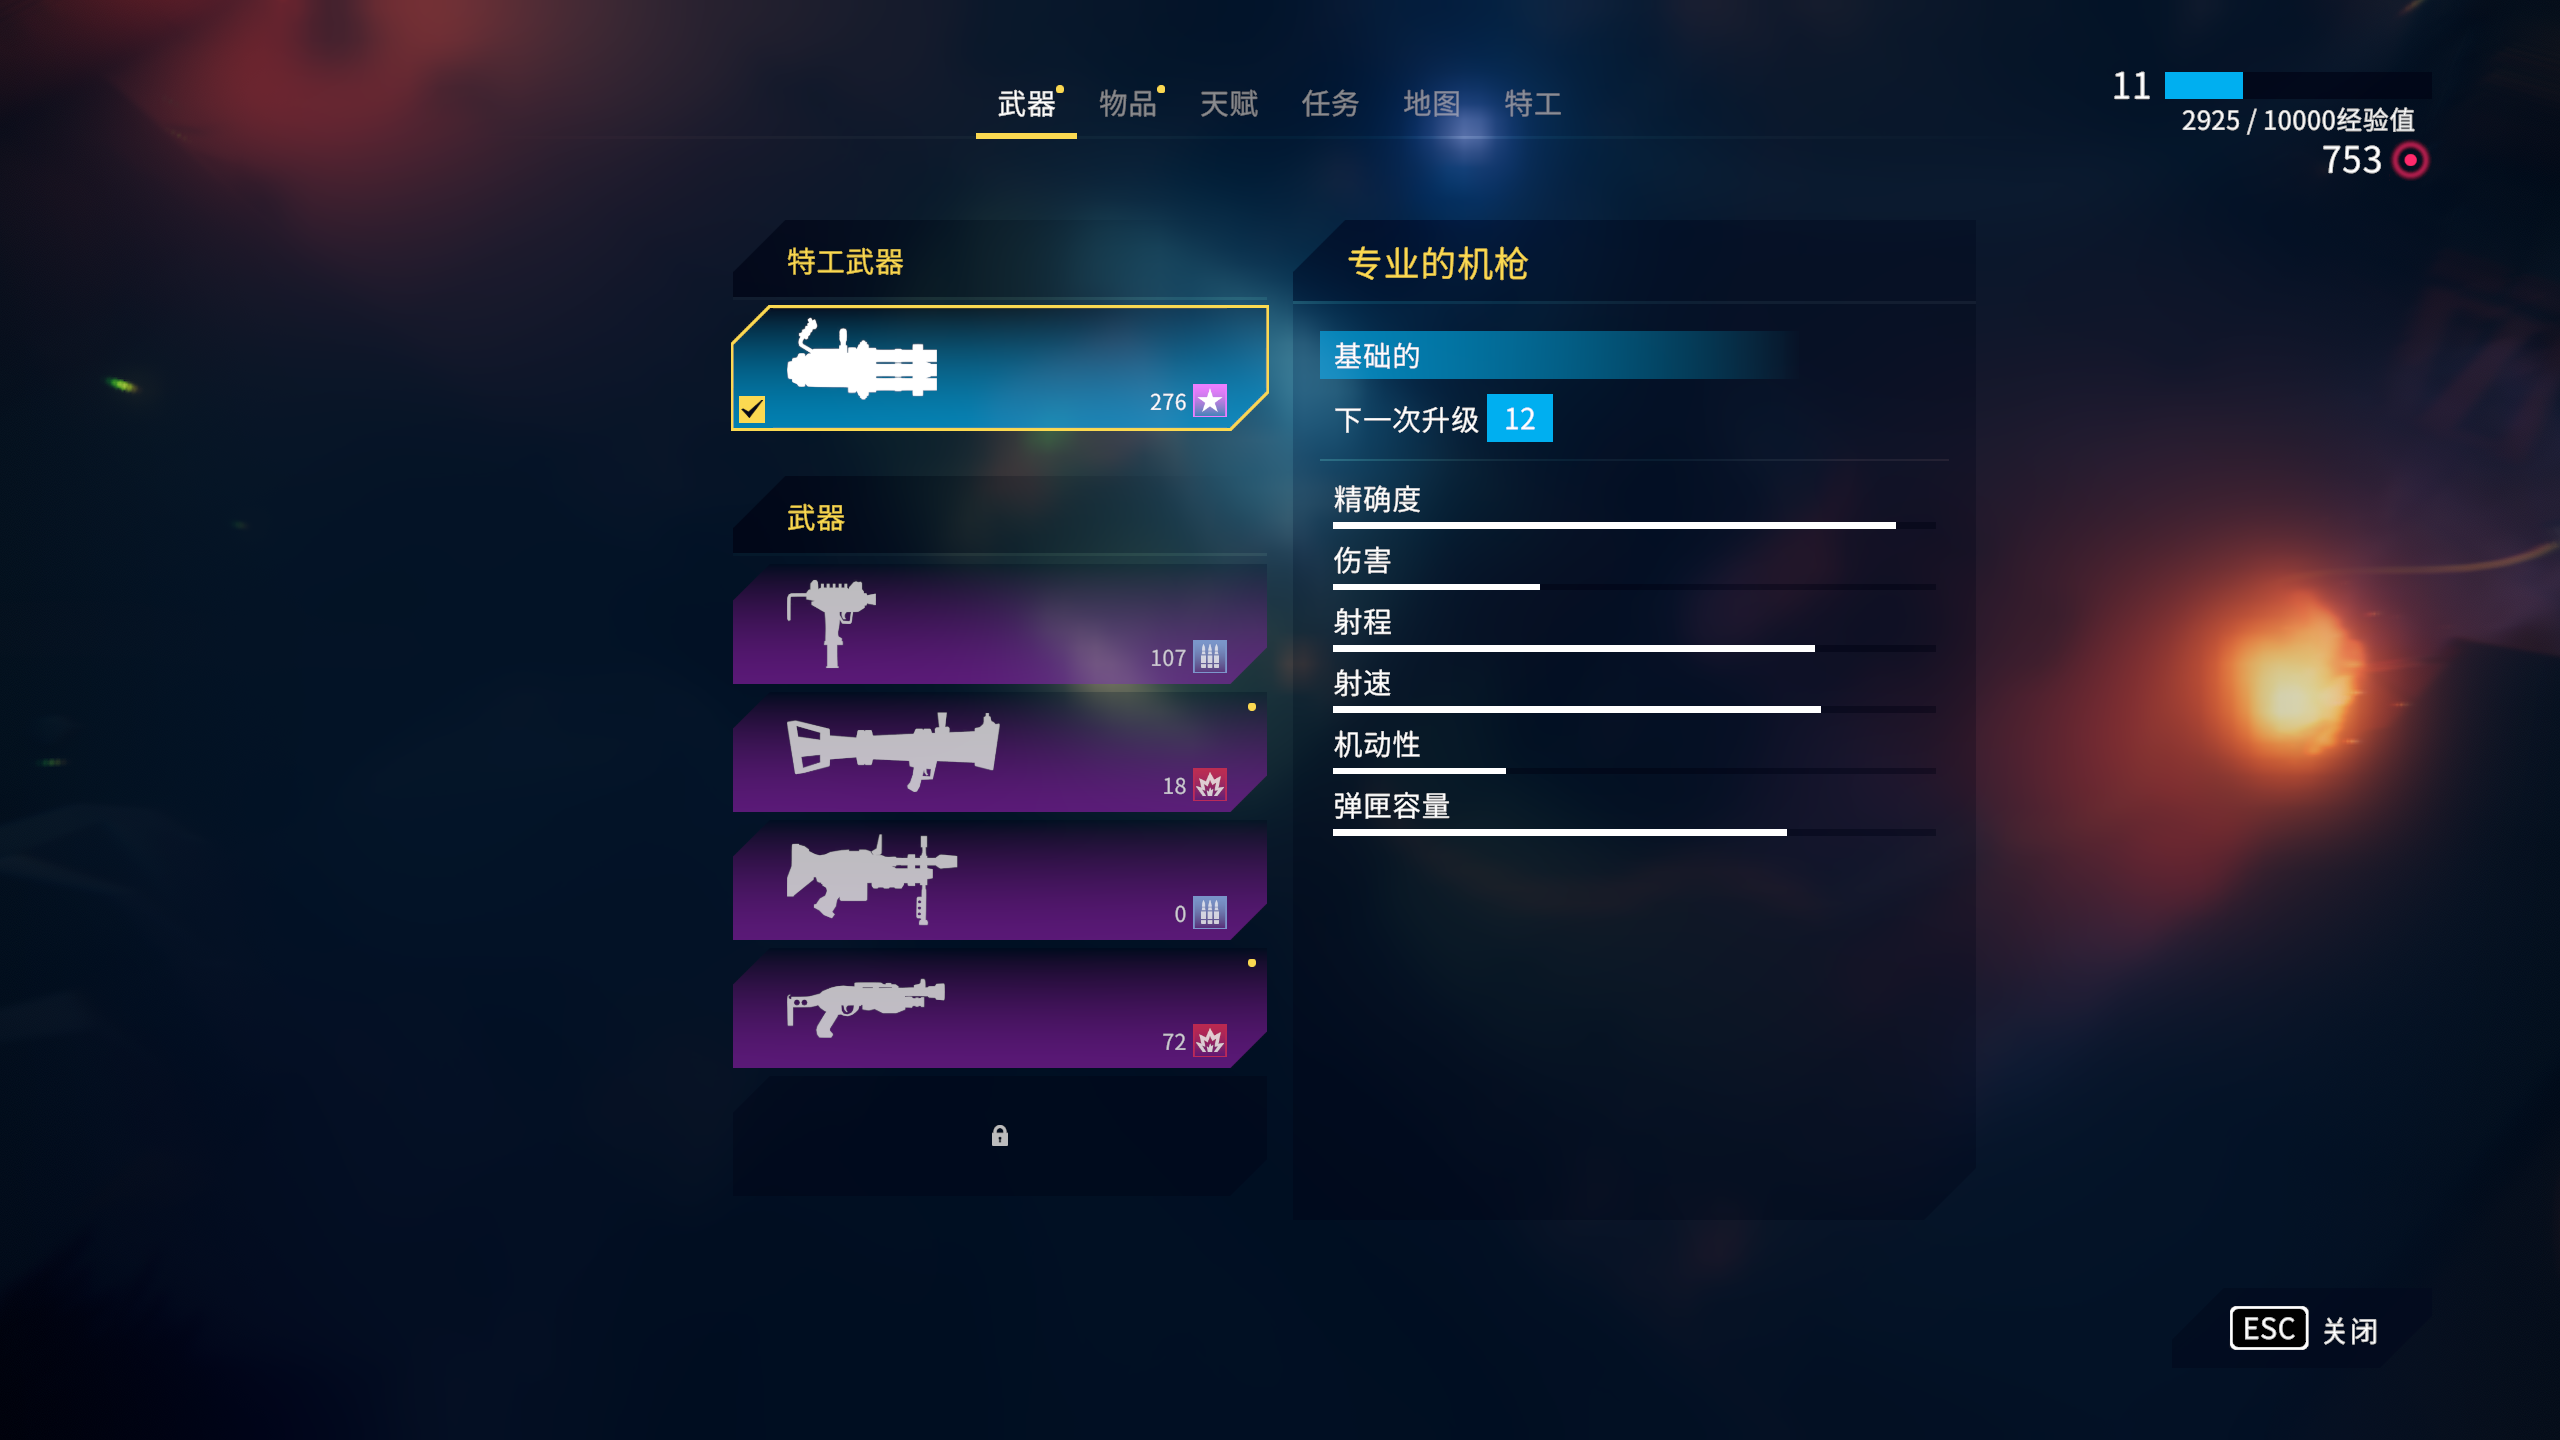 武器 物品 天赋 任务 地图 特工
11
2925 / 10000经验值
753
特工武器
276
武器
107
18
0
72
专业的机枪
基础的
下一次升级 12
精确度
伤害
射程
射速
机动性
弹匣容量
ESC 关闭